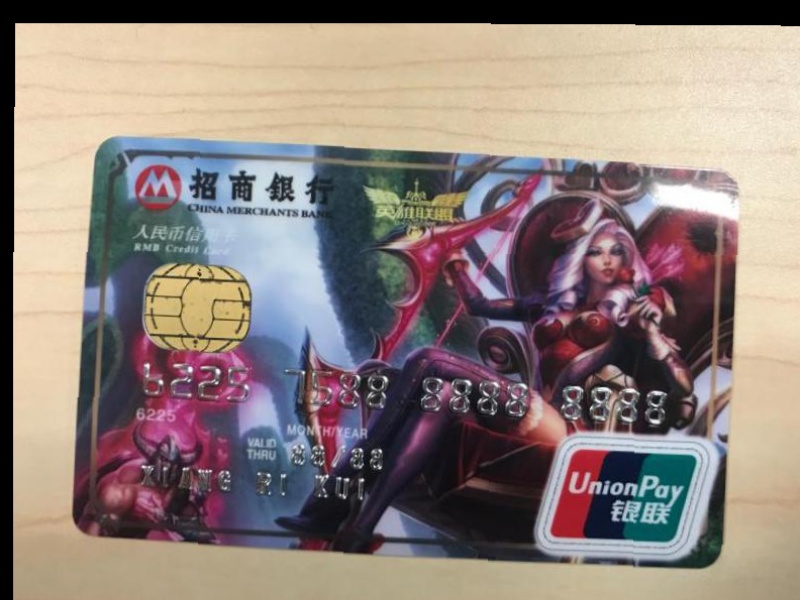 招商銀行
CHINA MERCHANTS BANK
英雄联盟
人民币信用卡
RMB Credit Card
6225 7588 8888 8888
6225
MONTH/YEAR
VALID THRU 88/88
XIANG RI KUI
UnionPay
银联